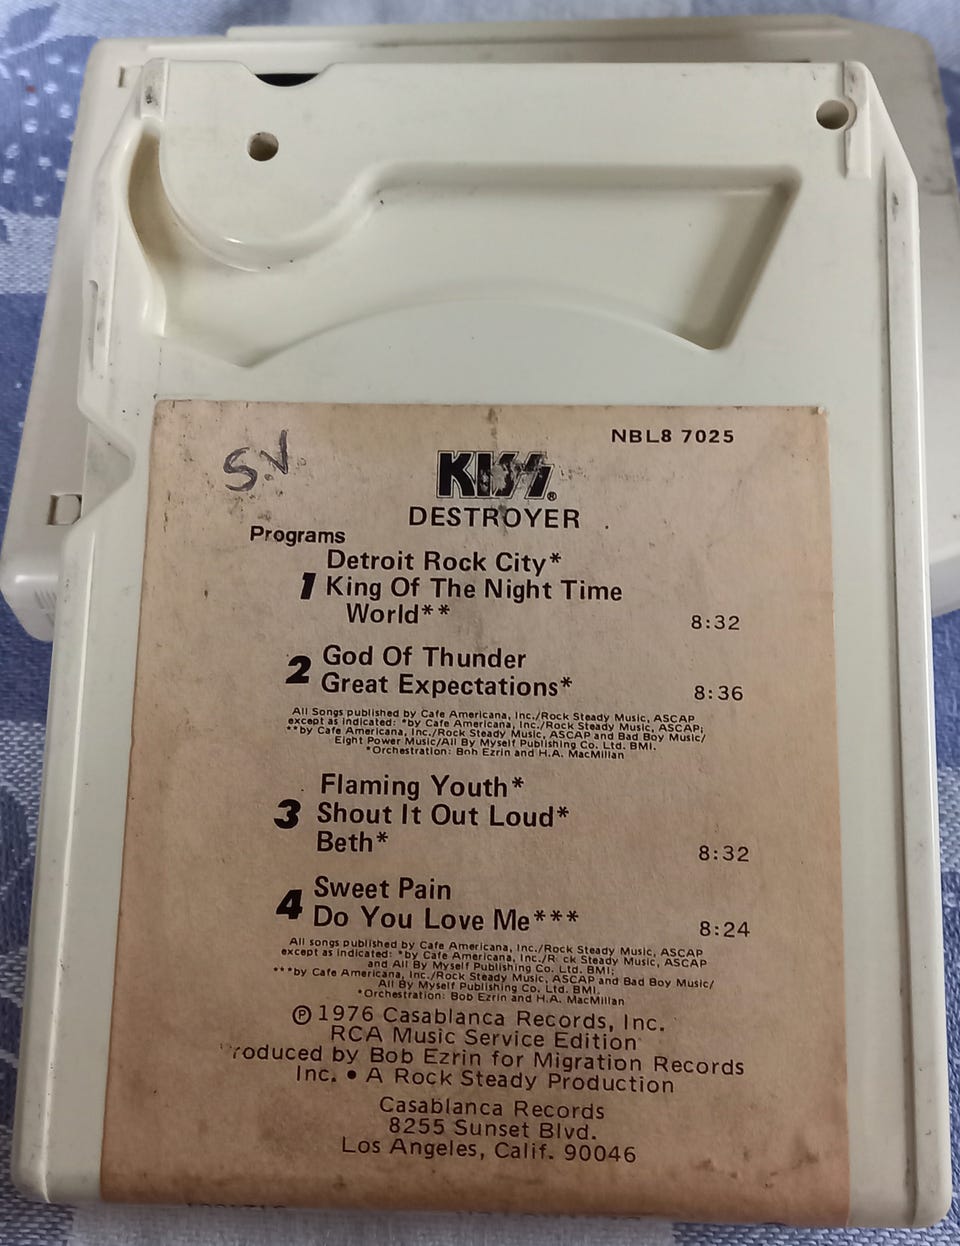 S.V
NBL8 7025
KISS®
DESTROYER
Programs
Detroit Rock City*
1 King Of The Night Time
World**
8:32
2 God Of Thunder
Great Expectations*
8:36
All Songs published by Cafe Americana, Inc./Rock Steady Music, ASCAP
except as indicated: *by Cafe Americana, Inc./Rock Steady Music, ASCAP;
**by Cafe Americana, Inc./Rock Steady Music, ASCAP and Bad Boy Music/
Eight Power Music/All By Myself Publishing Co. Ltd. BMI.
*Orchestration: Bob Ezrin and H.A. MacMillan
Flaming Youth*
3 Shout It Out Loud*
Beth*
8:32
4 Sweet Pain
Do You Love Me***
8:24
All songs published by Cafe Americana, Inc./Rock Steady Music, ASCAP
except as indicated: *by Cafe Americana, Inc./R ck Steady Music, ASCAP
and All By Myself Publishing Co. Ltd. BMI;
***by Cafe Americana, Inc./Rock Steady Music, ASCAP and Bad Boy Music/
All By Myself Publishing Co. Ltd. BMI.
*Orchestration: Bob Ezrin and H.A. MacMillan
℗ 1976 Casablanca Records, Inc.
RCA Music Service Edition
roduced by Bob Ezrin for Migration Records
Inc. • A Rock Steady Production
Casablanca Records
8255 Sunset Blvd.
Los Angeles, Calif. 90046